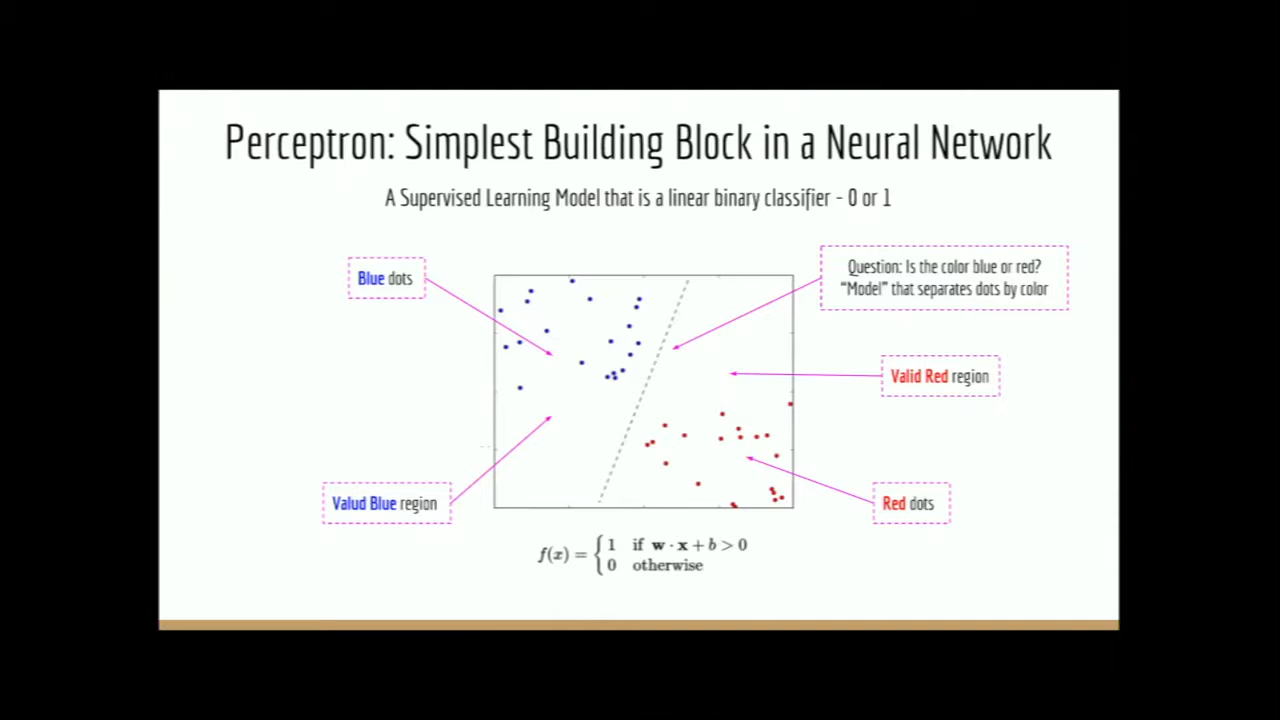 Perceptron: Simplest Building Block in a Neural Network
A Supervised Learning Model that is a linear binary classifier - 0 or 1
Blue dots
Question: Is the color blue or red?
“Model” that separates dots by color
Valid Red region
Valud Blue region
Red dots
f(x) = { 1 if w · x + b > 0
0 otherwise